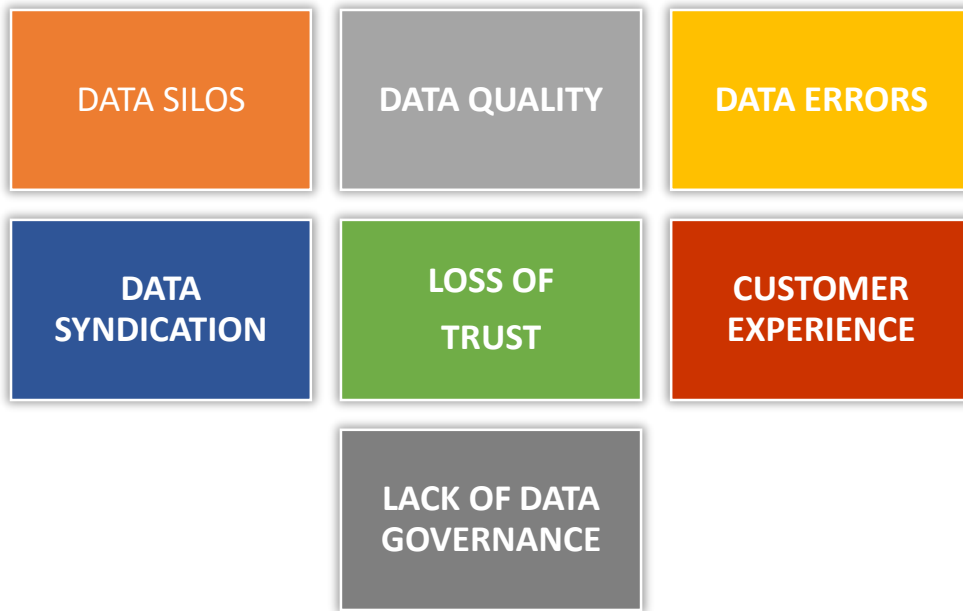 DATA SILOS
DATA QUALITY
DATA ERRORS
DATA
SYNDICATION
LOSS OF
TRUST
CUSTOMER
EXPERIENCE
LACK OF DATA
GOVERNANCE